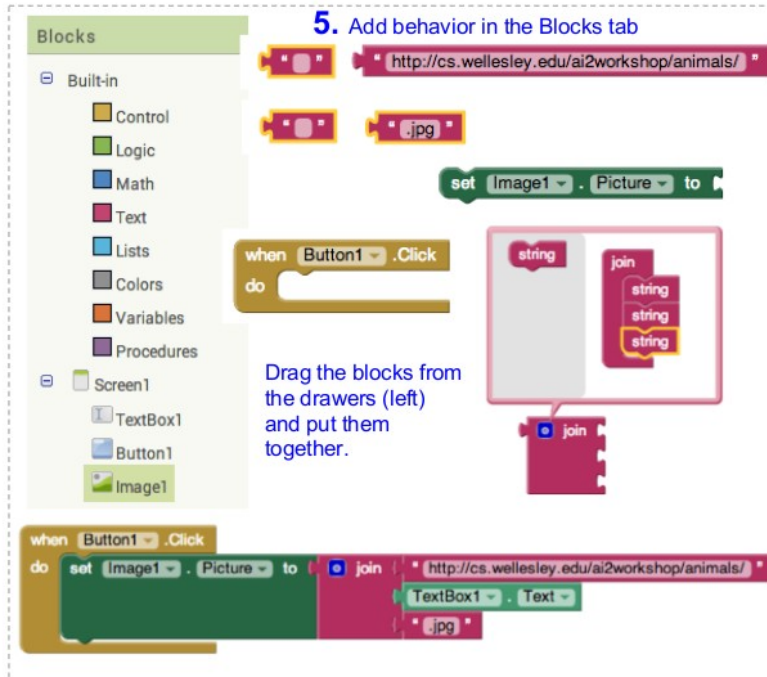 5. Add behavior in the Blocks tab
Blocks
Built-in
Control
Logic
Math
Text
Lists
Colors
Variables
Procedures
Screen1
TextBox1
Button1
Image1
" "
" http://cs.wellesley.edu/ai2workshop/animals/ "
" "
" .jpg "
set Image1 . Picture to
when Button1 .Click
do
string
join
string
string
string
join
Drag the blocks from
the drawers (left)
and put them
together.
when Button1 .Click
do set Image1 . Picture to join " http://cs.wellesley.edu/ai2workshop/animals/ "
TextBox1 . Text
" .jpg "